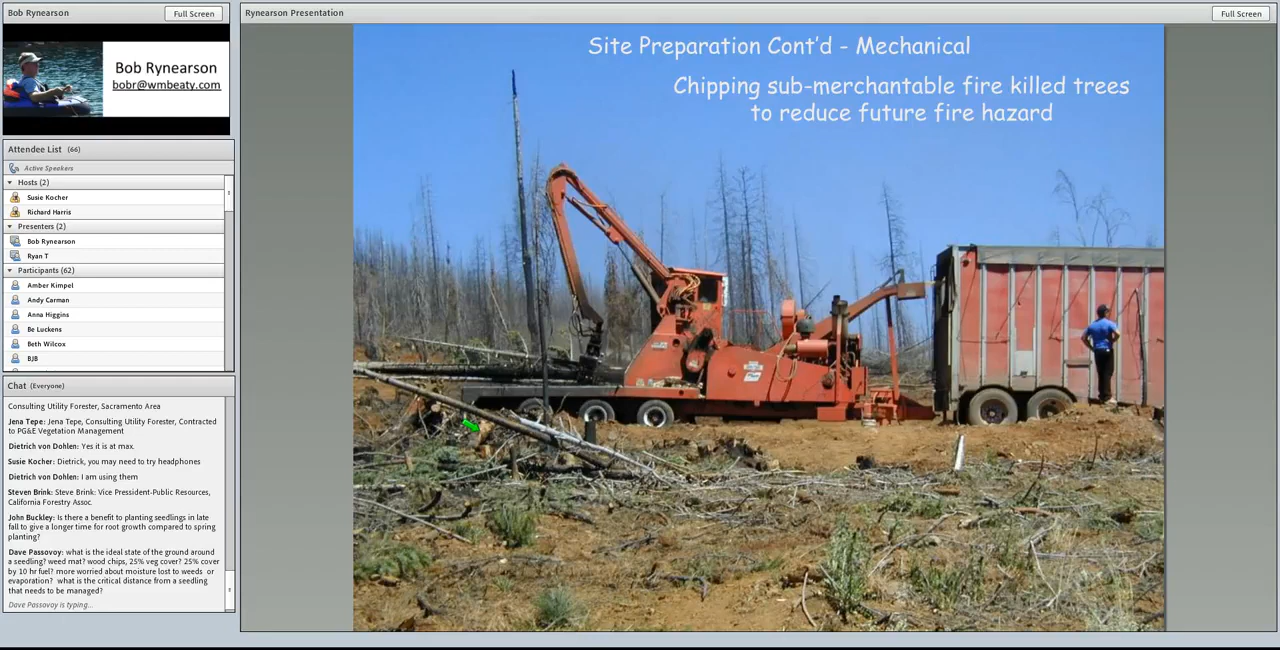 Bob Rynearson
Full Screen
Bob Rynearson
bobr@wmbeaty.com
Attendee List (66)
Active Speakers
Hosts (2)
Susie Kocher
Richard Harris
Presenters (2)
Bob Rynearson
Ryan T
Participants (62)
Amber Kimpel
Andy Carman
Anna Higgins
Be Luckens
Beth Wilcox
BJB
Chat (Everyone)
Consulting Utility Forester, Sacramento Area
Jena Tepe: Jena Tepe, Consulting Utility Forester, Contracted
to PG&E Vegetation Management
Dietrich von Dohlen: Yes it is at max.
Susie Kocher: Dietrick, you may need to try headphones
Dietrich von Dohlen: I am using them
Steven Brink: Steve Brink: Vice President-Public Resources,
California Forestry Assoc.
John Buckley: Is there a benefit to planting seedlings in late
fall to give a longer time for root growth compared to spring
planting?
Dave Passovoy: what is the ideal state of the ground around
a seedling? weed mat? wood chips, 25% veg cover? 25% cover
by 10 hr fuel? more worried about moisture lost to weeds or
evaporation? what is the critical distance from a seedling
that needs to be managed?
Dave Passovoy is typing...
Rynearson Presentation
Full Screen
Site Preparation Cont'd - Mechanical
Chipping sub-merchantable fire killed trees
to reduce future fire hazard